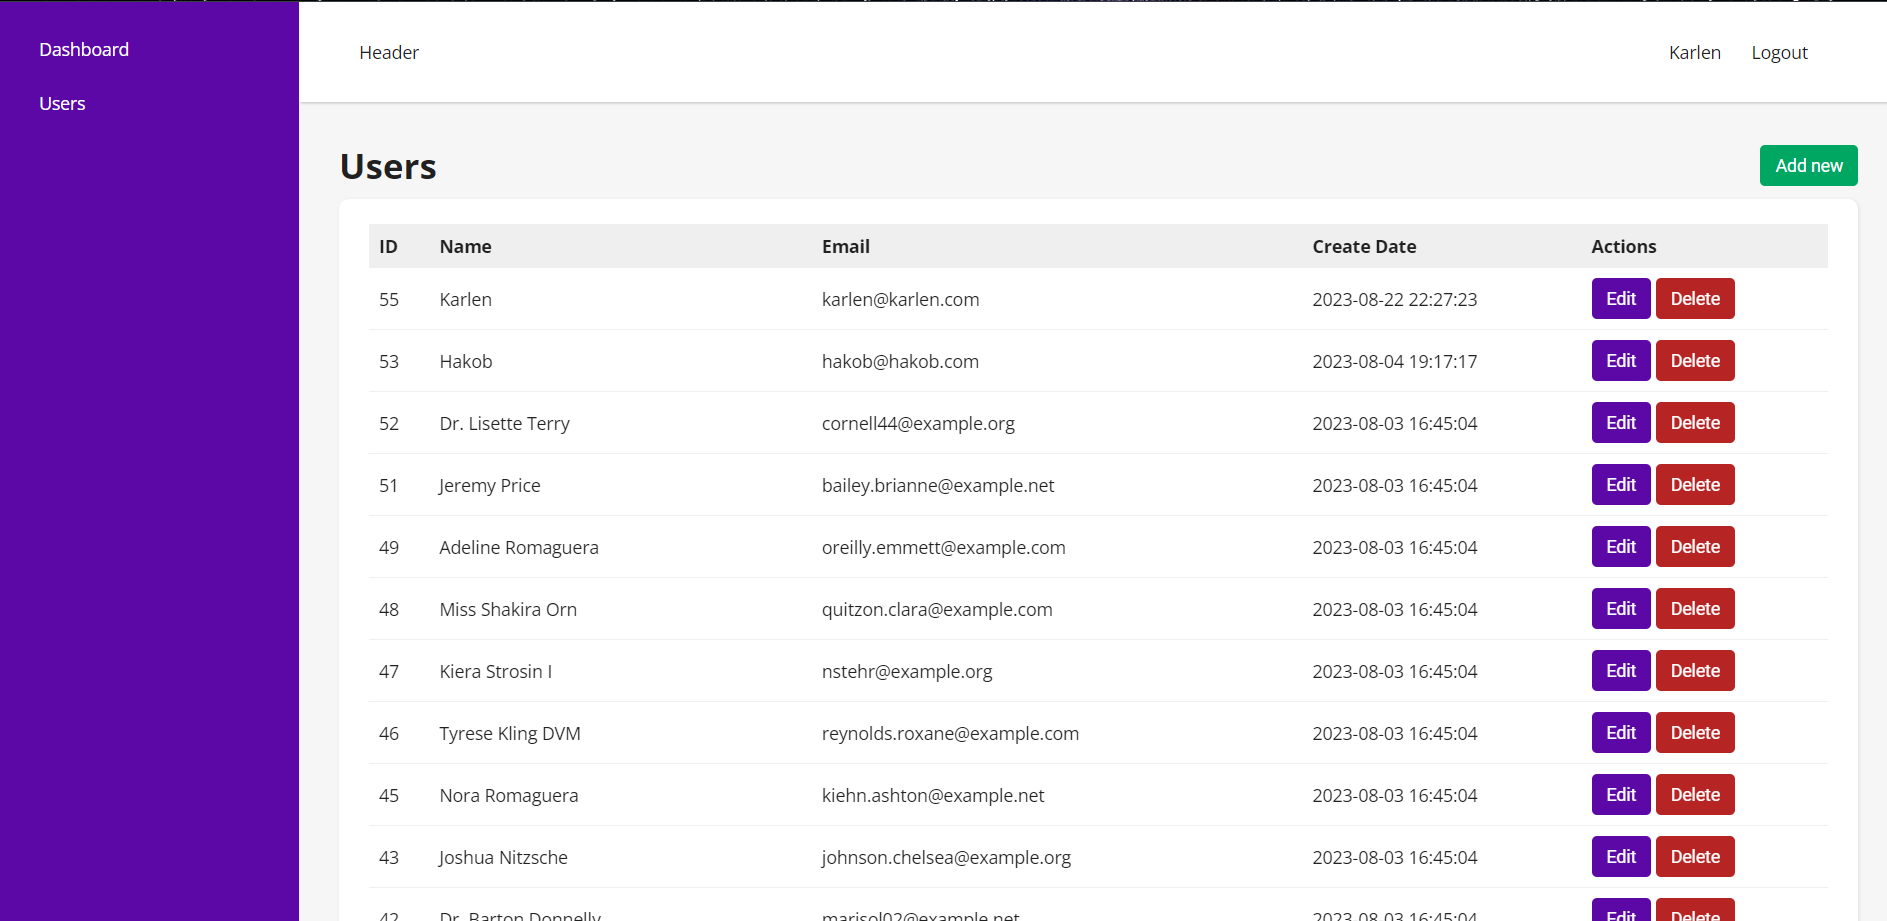 Dashboard
Users
Header
Karlen Logout
Users
Add new
ID Name Email Create Date Actions
55 Karlen karlen@karlen.com 2023-08-22 22:27:23 Edit Delete
53 Hakob hakob@hakob.com 2023-08-04 19:17:17 Edit Delete
52 Dr. Lisette Terry cornell44@example.org 2023-08-03 16:45:04 Edit Delete
51 Jeremy Price bailey.brianne@example.net 2023-08-03 16:45:04 Edit Delete
49 Adeline Romaguera oreilly.emmett@example.com 2023-08-03 16:45:04 Edit Delete
48 Miss Shakira Orn quitzon.clara@example.com 2023-08-03 16:45:04 Edit Delete
47 Kiera Strosin I nstehr@example.org 2023-08-03 16:45:04 Edit Delete
46 Tyrese Kling DVM reynolds.roxane@example.com 2023-08-03 16:45:04 Edit Delete
45 Nora Romaguera kiehn.ashton@example.net 2023-08-03 16:45:04 Edit Delete
43 Joshua Nitzsche johnson.chelsea@example.org 2023-08-03 16:45:04 Edit Delete
42 Dr. Barton Donnelly marisol02@example.net 2023-08-03 16:45:04 Edit Delete